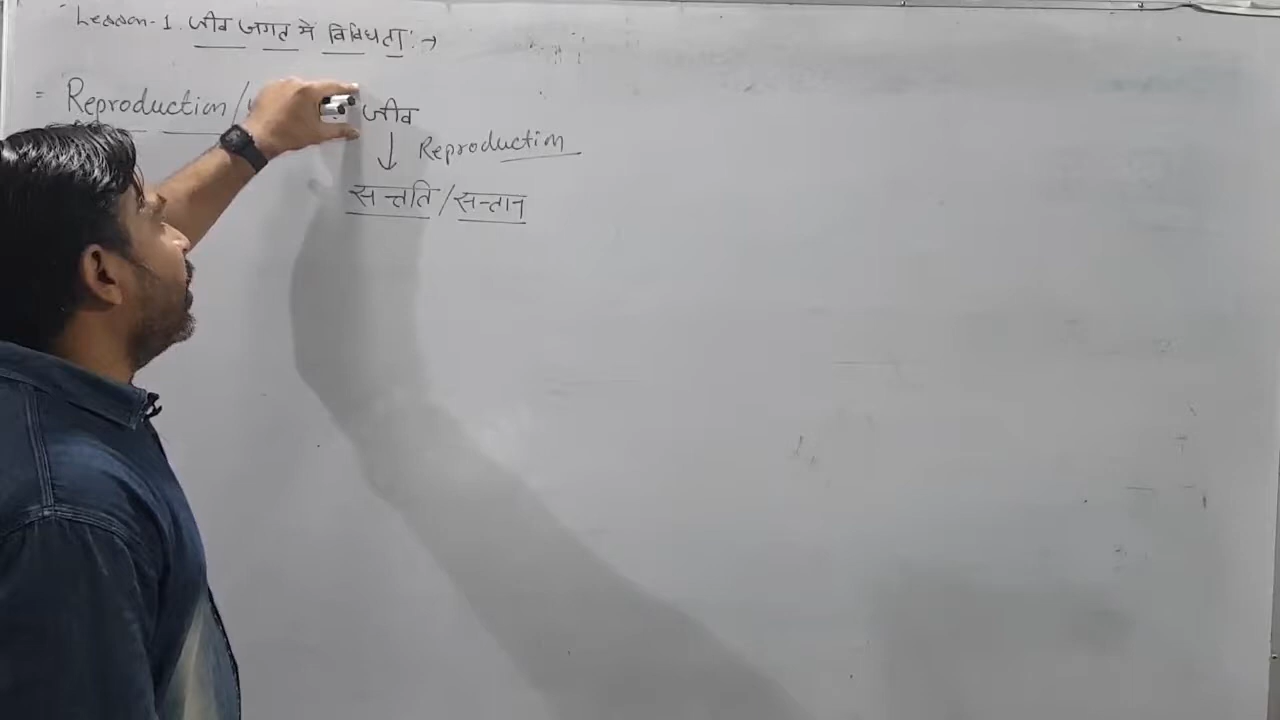 Lesson-1. जीव जगत में विविधता :→
= Reproduction/
जीव
↓ Reproduction
सन्तति/सन्तान